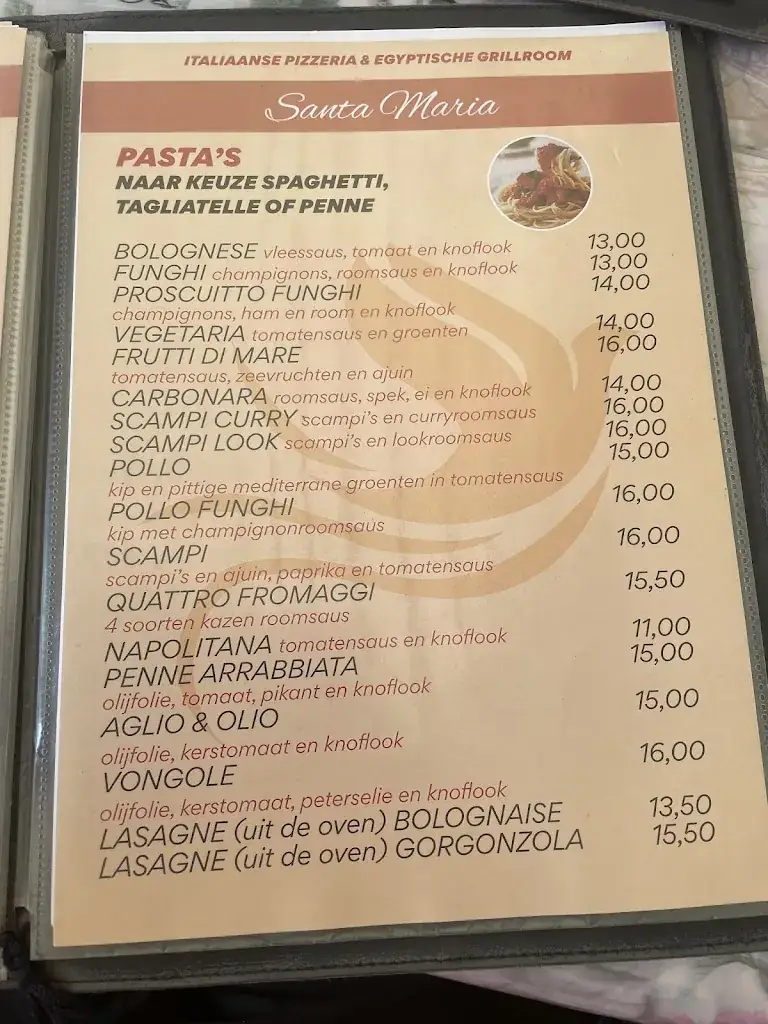 ITALIAANSE PIZZERIA & EGYPTISCHE GRILLROOM
Santa Maria
PASTA'S
NAAR KEUZE SPAGHETTI,
TAGLIATELLE OF PENNE
BOLOGNESE vleessaus, tomaat en knoflook 13,00
FUNGHI champignons, roomsaus en knoflook 13,00
PROSCUITTO FUNGHI 14,00
champignons, ham en room en knoflook
VEGETARIA tomatensaus en groenten 14,00
FRUTTI DI MARE 16,00
tomatensaus, zeevruchten en ajuin
CARBONARA roomsaus, spek, ei en knoflook 14,00
SCAMPI CURRY scampi's en curryroomsaus 16,00
SCAMPI LOOK scampi's en lookroomsaus 16,00
POLLO 15,00
kip en pittige mediterrane groenten in tomatensaus
POLLO FUNGHI 16,00
kip met champignonroomsaus
SCAMPI 16,00
scampi's en ajuin, paprika en tomatensaus
QUATTRO FROMAGGI 15,50
4 soorten kazen roomsaus
NAPOLITANA tomatensaus en knoflook 11,00
PENNE ARRABBIATA 15,00
olijfolie, tomaat, pikant en knoflook
AGLIO & OLIO 15,00
olijfolie, kerstomaat en knoflook
VONGOLE 16,00
olijfolie, kerstomaat, peterselie en knoflook
LASAGNE (uit de oven) BOLOGNAISE 13,50
LASAGNE (uit de oven) GORGONZOLA 15,50